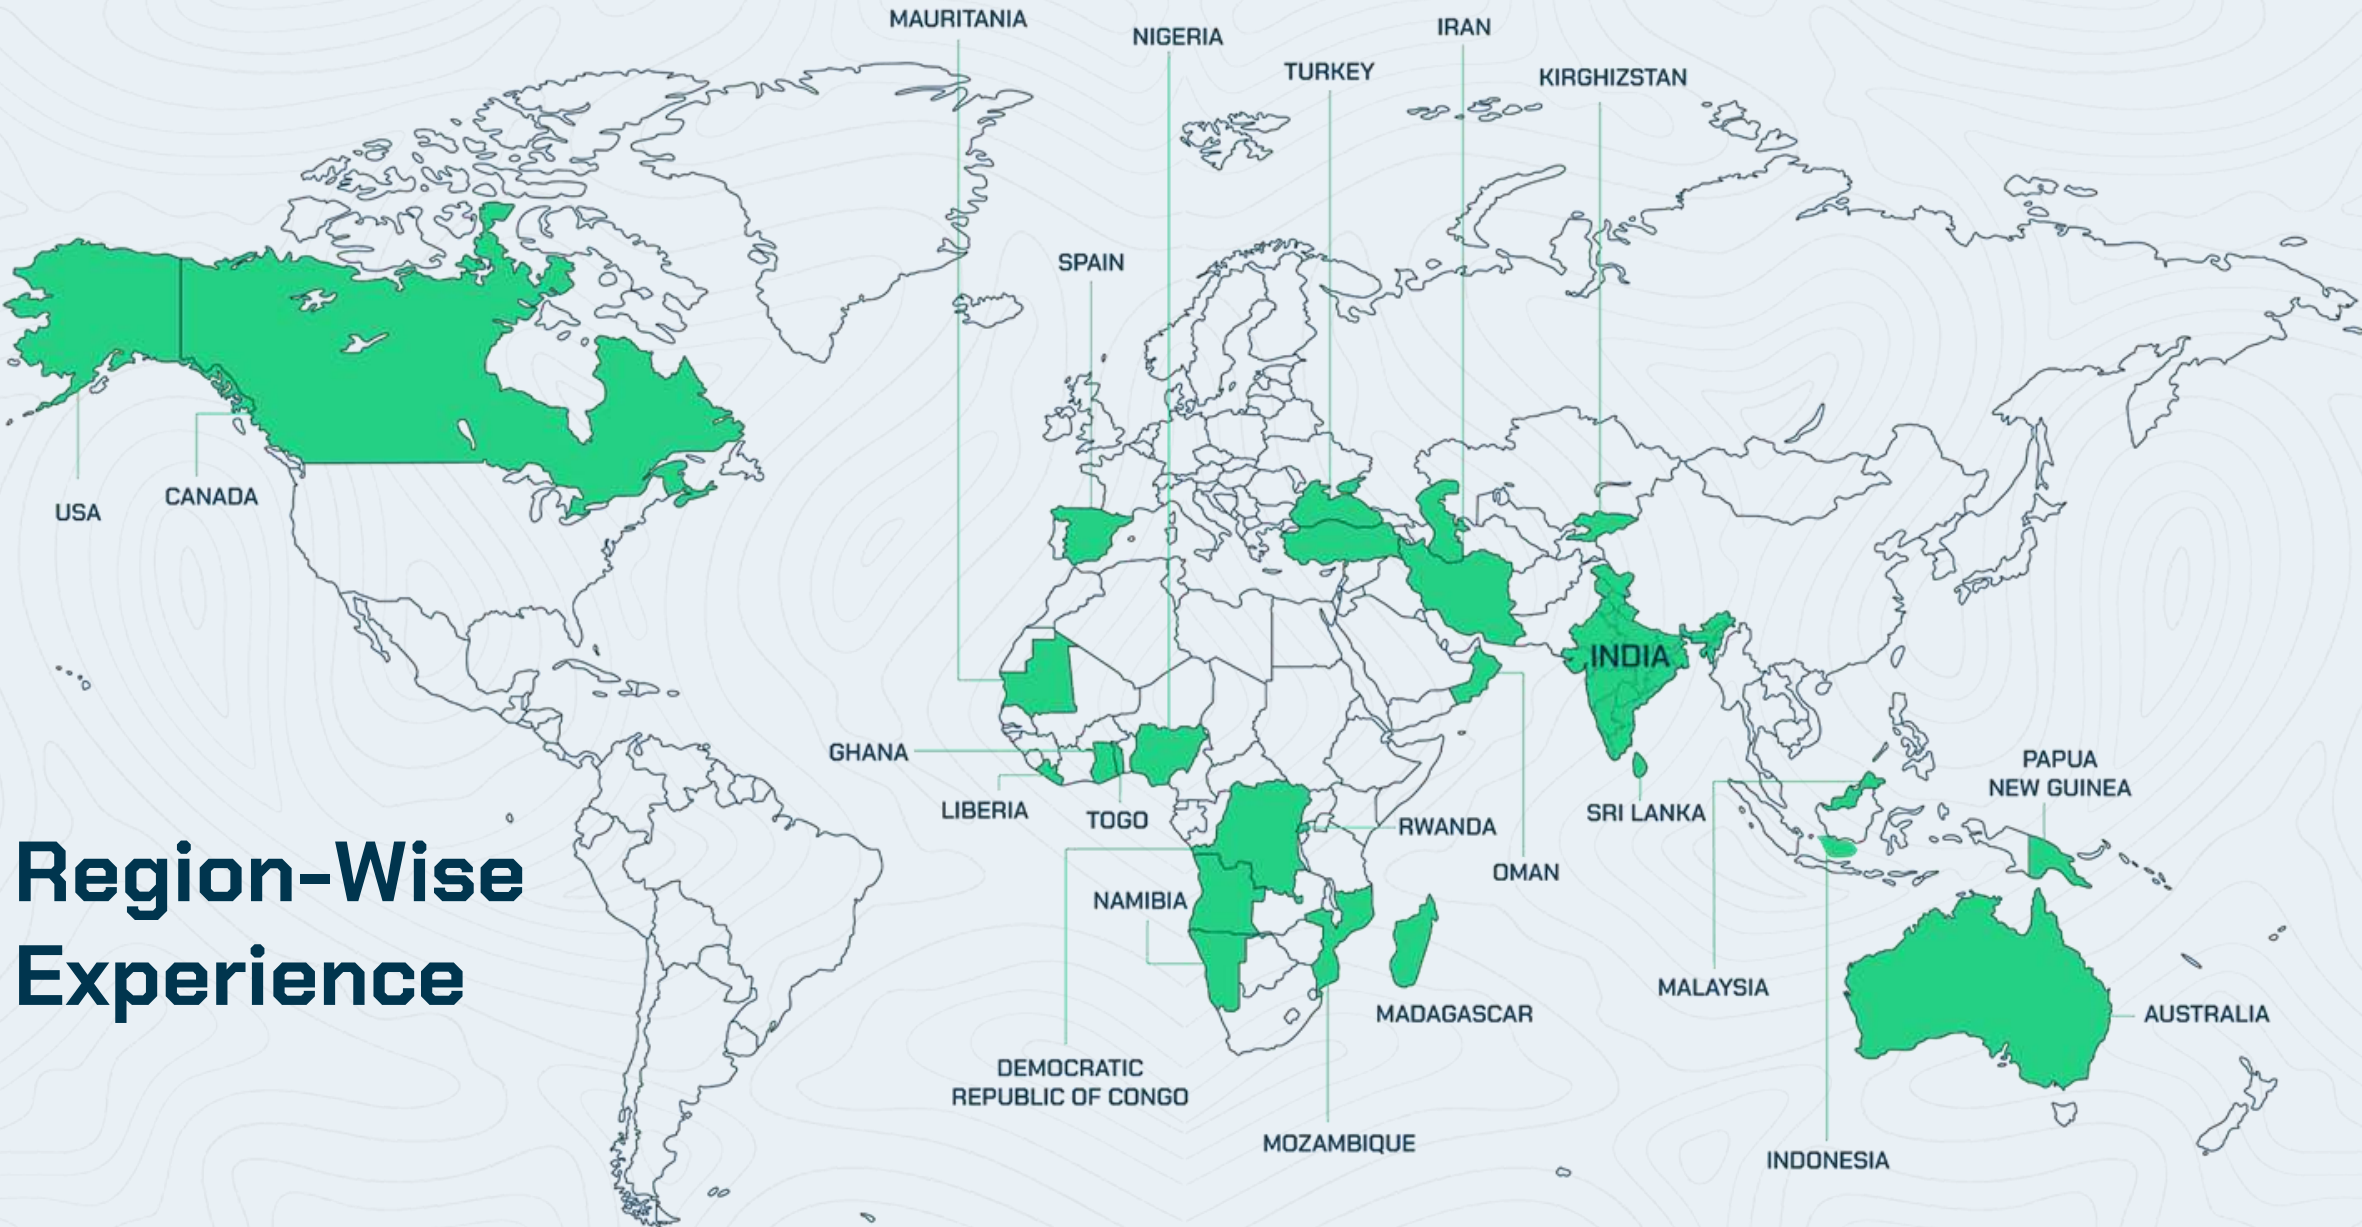 MAURITANIA
NIGERIA
IRAN
TURKEY
KIRGHIZSTAN
SPAIN
USA
CANADA
INDIA
GHANA
LIBERIA
TOGO
RWANDA
OMAN
SRI LANKA
PAPUA
NEW GUINEA
Region-Wise
Experience
NAMIBIA
MADAGASCAR
MALAYSIA
AUSTRALIA
DEMOCRATIC
REPUBLIC OF CONGO
MOZAMBIQUE
INDONESIA